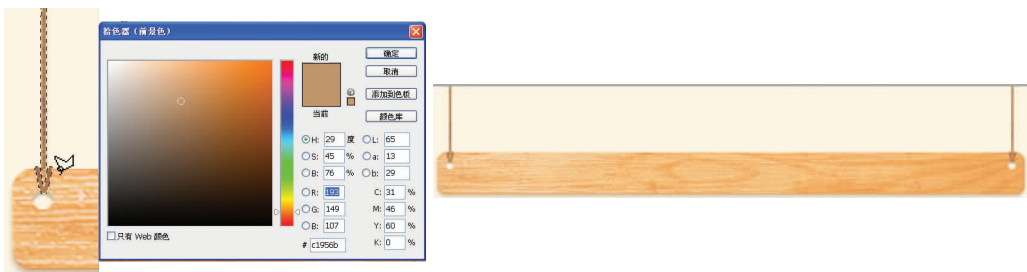 拾色器（前景色）
新的
当前
确定
取消
添加到色板
颜色库
H: 29 度 L: 65
S: 45 % a: 13
B: 76 % b: 29
R: 193 C: 31 %
G: 149 M: 46 %
B: 107 Y: 60 %
# c1956b K: 0 %
只有 Web 颜色